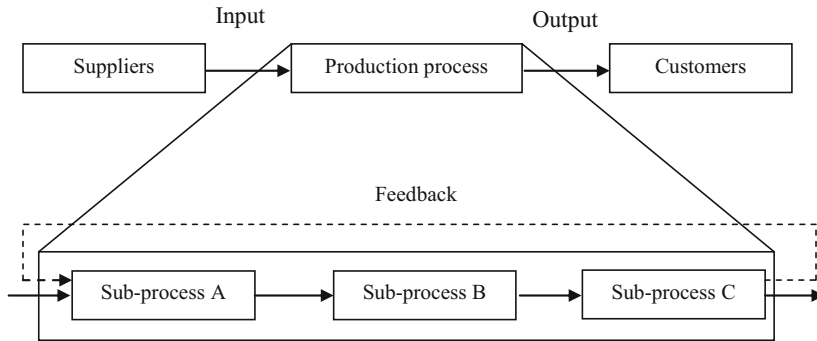 Input
Output
Suppliers
Production process
Customers
Feedback
Sub-process A
Sub-process B
Sub-process C